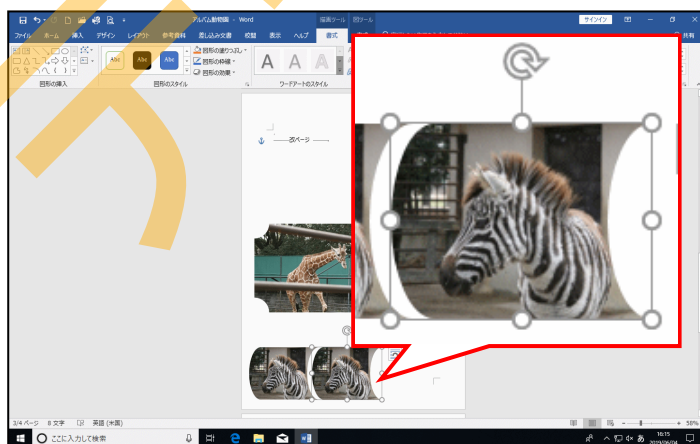 アルバム動物園 - Word
描画ツール 図ツール
サインイン
ファイル ホーム 挿入 デザイン レイアウト 参考資料 差し込み文書 校閲 表示 ヘルプ 書式
共有
Abc Abc Abc
図形の塗りつぶし
図形の枠線
図形の効果
A A A
図形の挿入 図形のスタイル ワードアートのスタイル
改ページ
3/4 ページ 8 文字 英語 (米国)
58%
ここに入力して検索
あ
16:15
2019/06/04